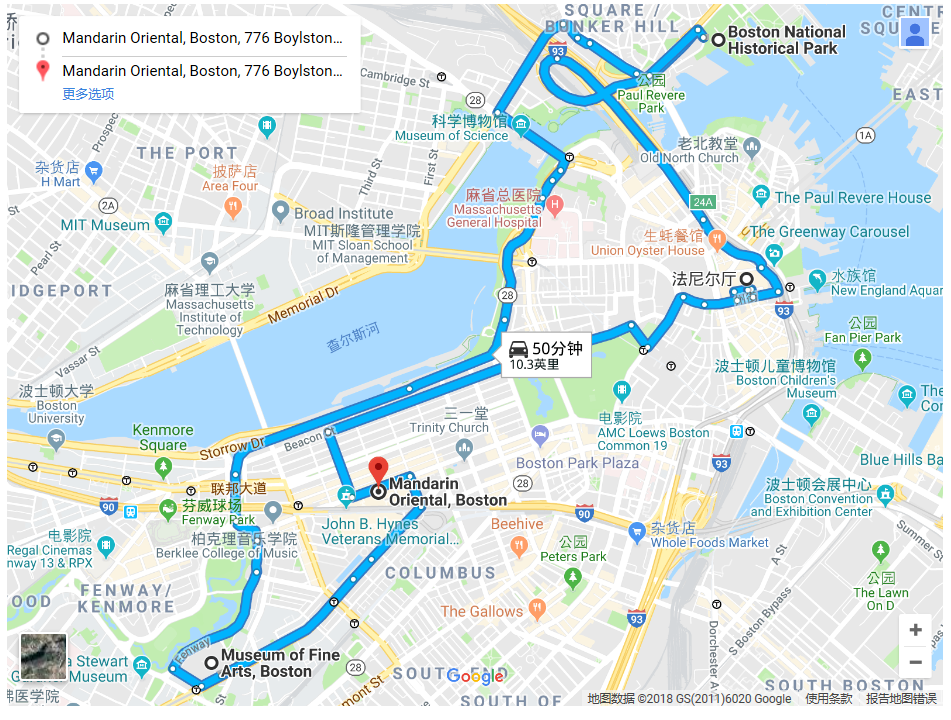 Mandarin Oriental, Boston, 776 Boylston...
Mandarin Oriental, Boston, 776 Boylston...
更多选项
SQUARE /
BUNKER HILL
93
Boston National
Historical Park
公园
Paul Revere
Park
EAST
1A
Cambridge St
28
科学博物馆
Museum of Science
Prospec
THE PORT
老北教堂
Old North Church
杂货店
H Mart
披萨店
Area Four
Third St
First St
麻省总医院
Massachusetts
General Hospital
24A
The Paul Revere House
2A
MIT Museum
Broad Institute
MIT斯隆管理学院
MIT Sloan School
of Management
生蚝餐馆
Union Oyster House
The Greenway Carousel
Pearl St
麻省理工大学
Massachusetts
Institute of
Technology
Memorial Dr
法尼尔厅
水族馆
New England Aquar
IDGEPORT
28
93
查尔斯河
公园
Fan Pier Park
Vassar St
50分钟
10.3英里
波士顿儿童博物馆
Boston Children's
Museum
波士顿大学
Boston
University
三一堂
Trinity Church
电影院
AMC Loews Boston
Common 19
Kenmore
Square
Storrow Dr
Beacon St
Boston Park Plaza
93
Blue Hills Ba
联邦大道
Mandarin
Oriental, Boston
28
波士顿会展中心
Boston Convention
and Exhibition Center
90
芬威球场
Fenway Park
John B. Hynes
Veterans Memorial...
Beehive
90
杂货店
Whole Foods Market
Summer St
电影院
Regal Cinemas
nway 13 & RPX
柏克理音乐学院
Berklee College of Music
公园
Peters Park
A St
COLUMBUS
公园
The Lawn
On D
FENWAY/
KENMORE
OOD
The Gallows
93
S Boston Bypass
Dorchester A
Fenway
Museum of Fine
Arts, Boston
a Stewart
Museum
28
SOUTH END
Google
SOUTH BOSTON
佛医学院
SOUTH OF
地图数据 ©2018 GS(2011)6020 Google 使用条款 报告地图错误